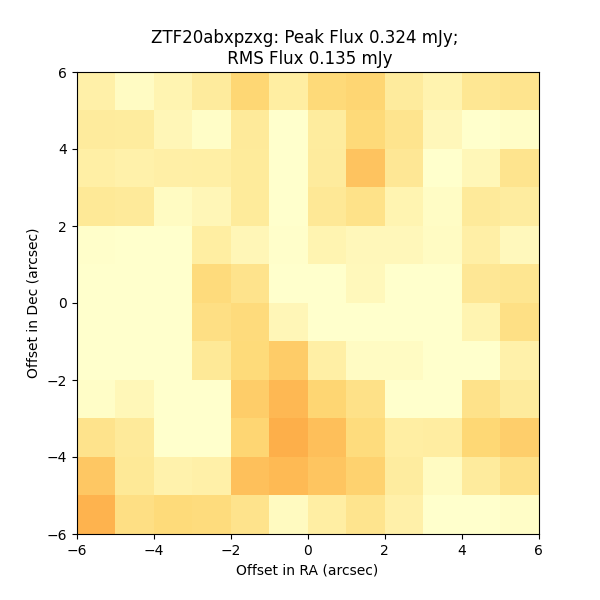 ZTF20abxpzxg: Peak Flux 0.324 mJy;
RMS Flux 0.135 mJy
6
4
2
0
−2
−4
−6
Offset in Dec (arcsec)
−6 −4 −2 0 2 4 6
Offset in RA (arcsec)